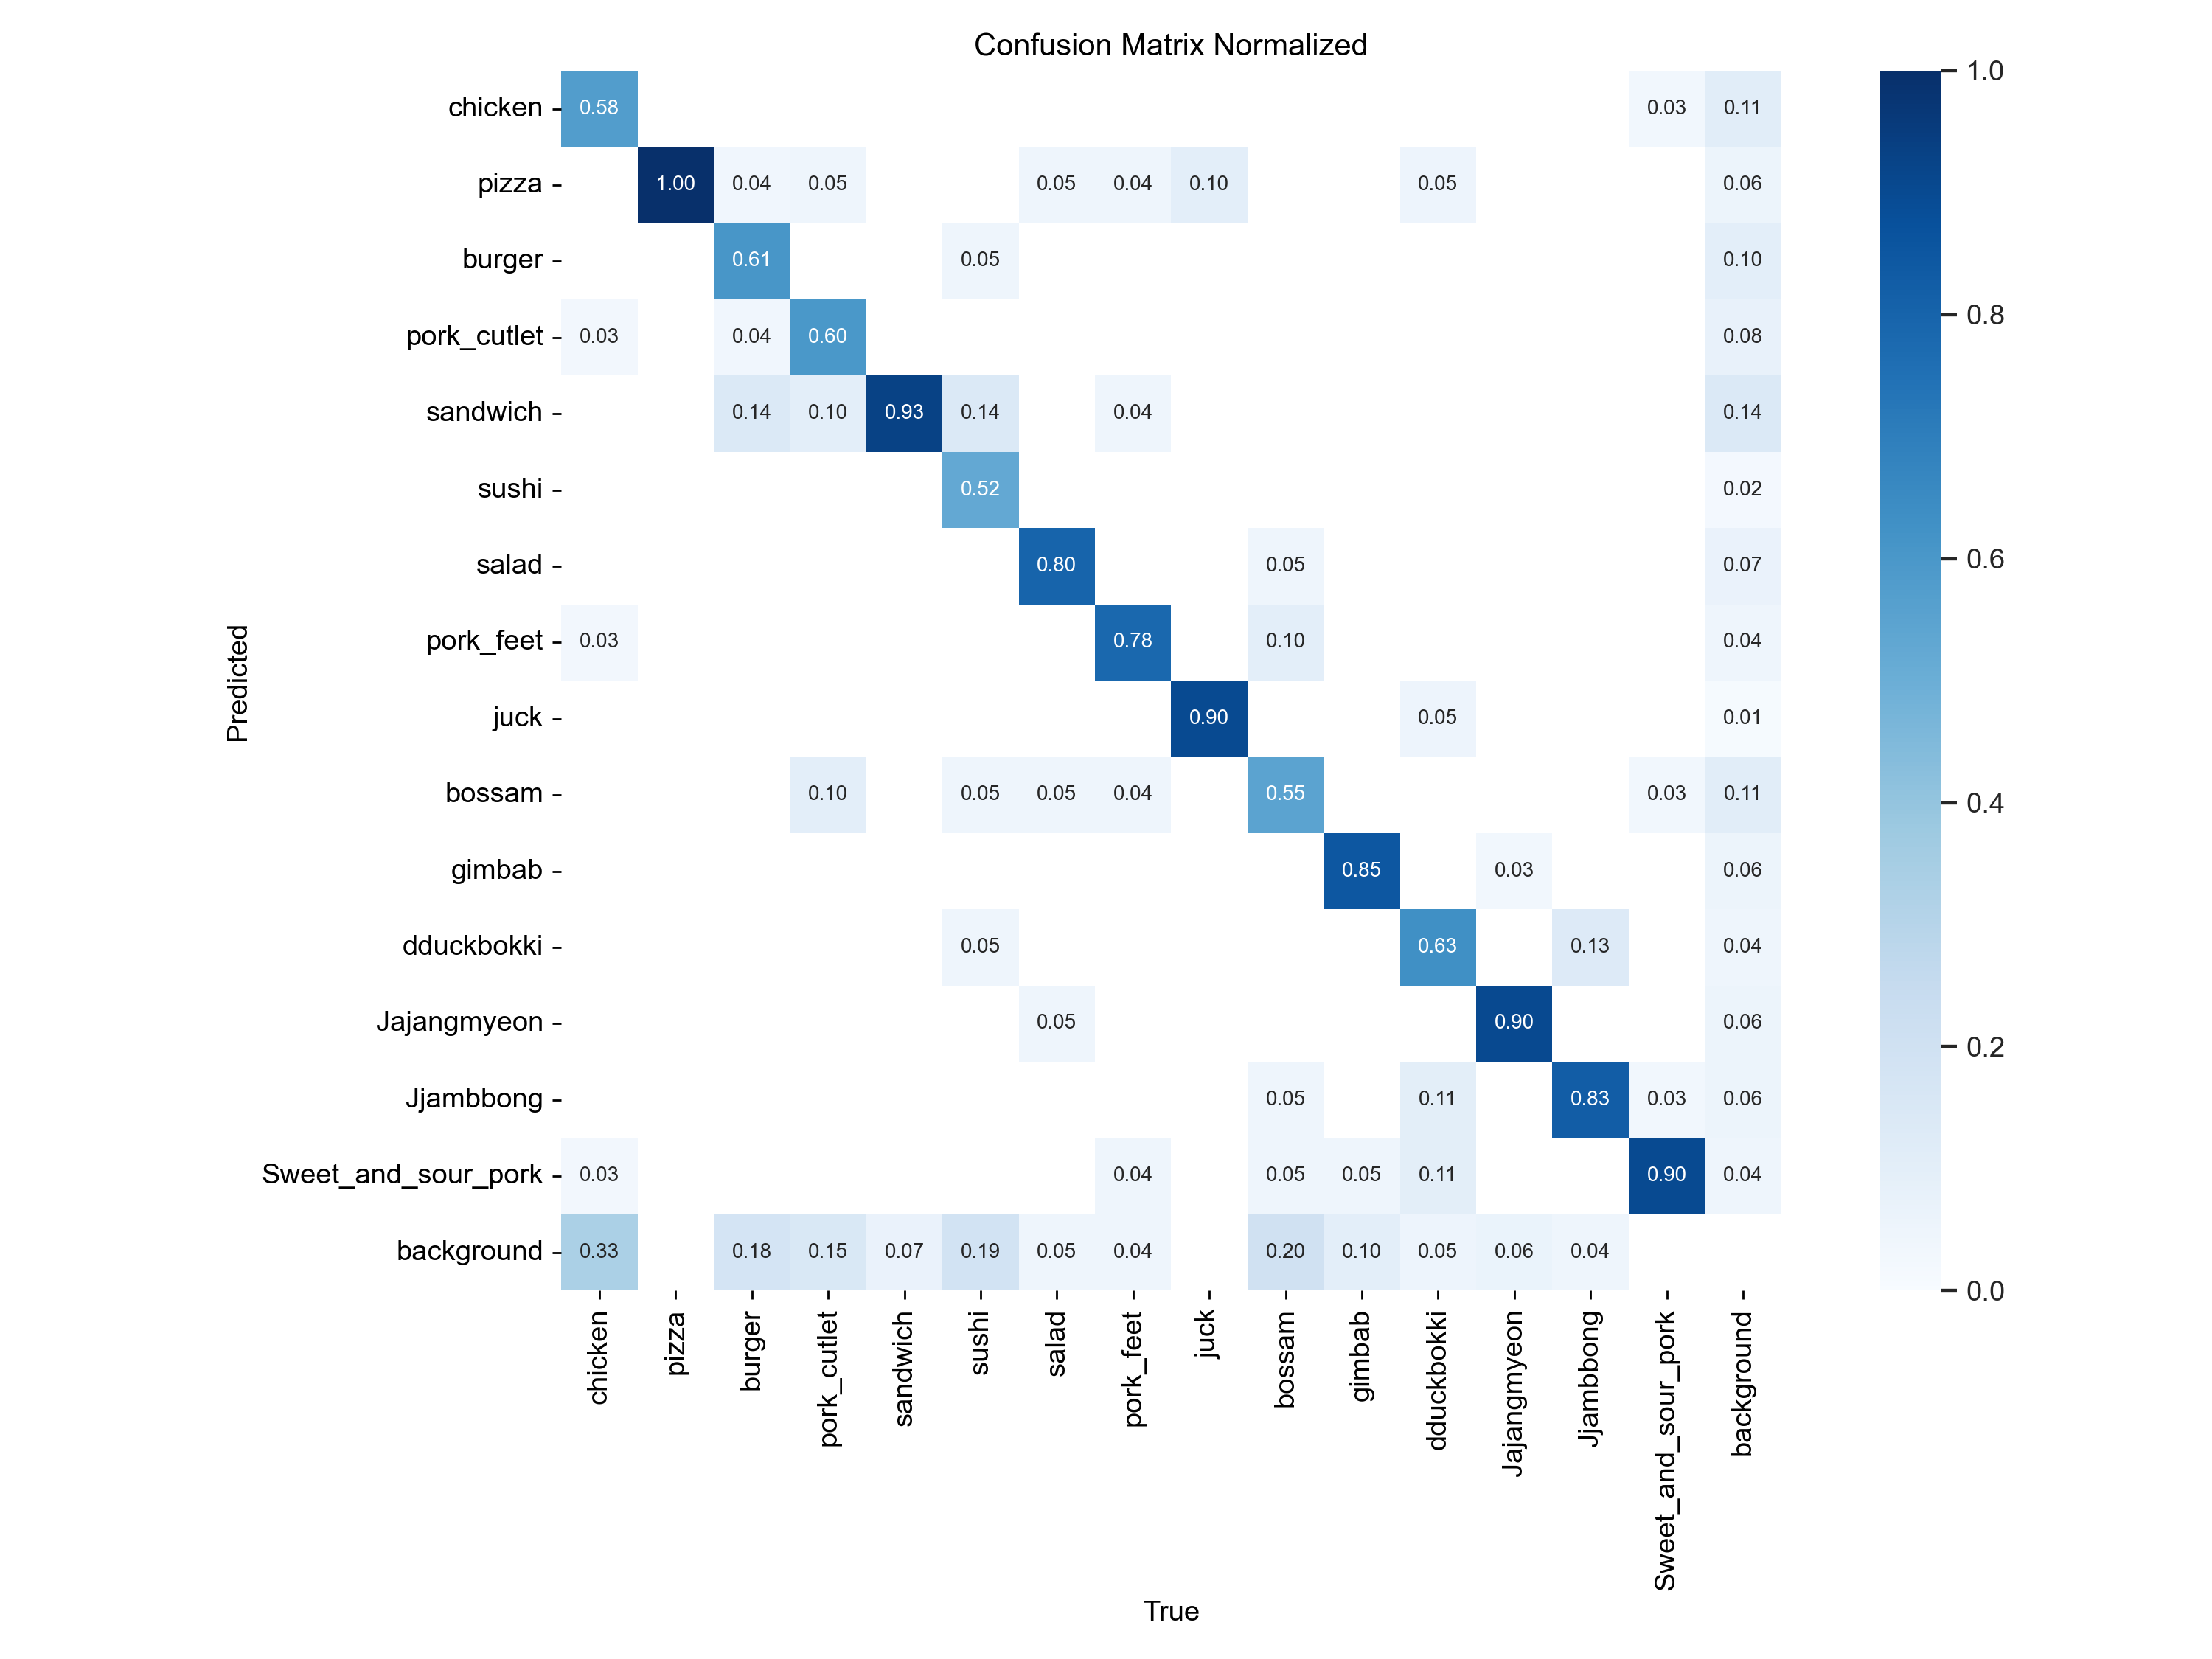 Confusion Matrix Normalized
chicken 0.58 0.03 0.11
pizza 1.00 0.04 0.05 0.05 0.04 0.10 0.05 0.06
burger 0.61 0.05 0.10
pork_cutlet 0.03 0.04 0.60 0.08
sandwich 0.14 0.10 0.93 0.14 0.04 0.14
sushi 0.52 0.02
salad 0.80 0.05 0.07
pork_feet 0.03 0.78 0.10 0.04
juck 0.90 0.05 0.01
bossam 0.10 0.05 0.05 0.04 0.55 0.03 0.11
gimbab 0.85 0.03 0.06
dduckbokki 0.05 0.63 0.13 0.04
Jajangmyeon 0.05 0.90 0.06
Jjambbong 0.05 0.11 0.83 0.03 0.06
Sweet_and_sour_pork 0.03 0.04 0.05 0.05 0.11 0.90 0.04
background 0.33 0.18 0.15 0.07 0.19 0.05 0.04 0.20 0.10 0.05 0.06 0.04
Predicted
chicken
pizza
burger
pork_cutlet
sandwich
sushi
salad
pork_feet
juck
bossam
gimbab
dduckbokki
Jajangmyeon
Jjambbong
Sweet_and_sour_pork
background
True
1.0
0.8
0.6
0.4
0.2
0.0